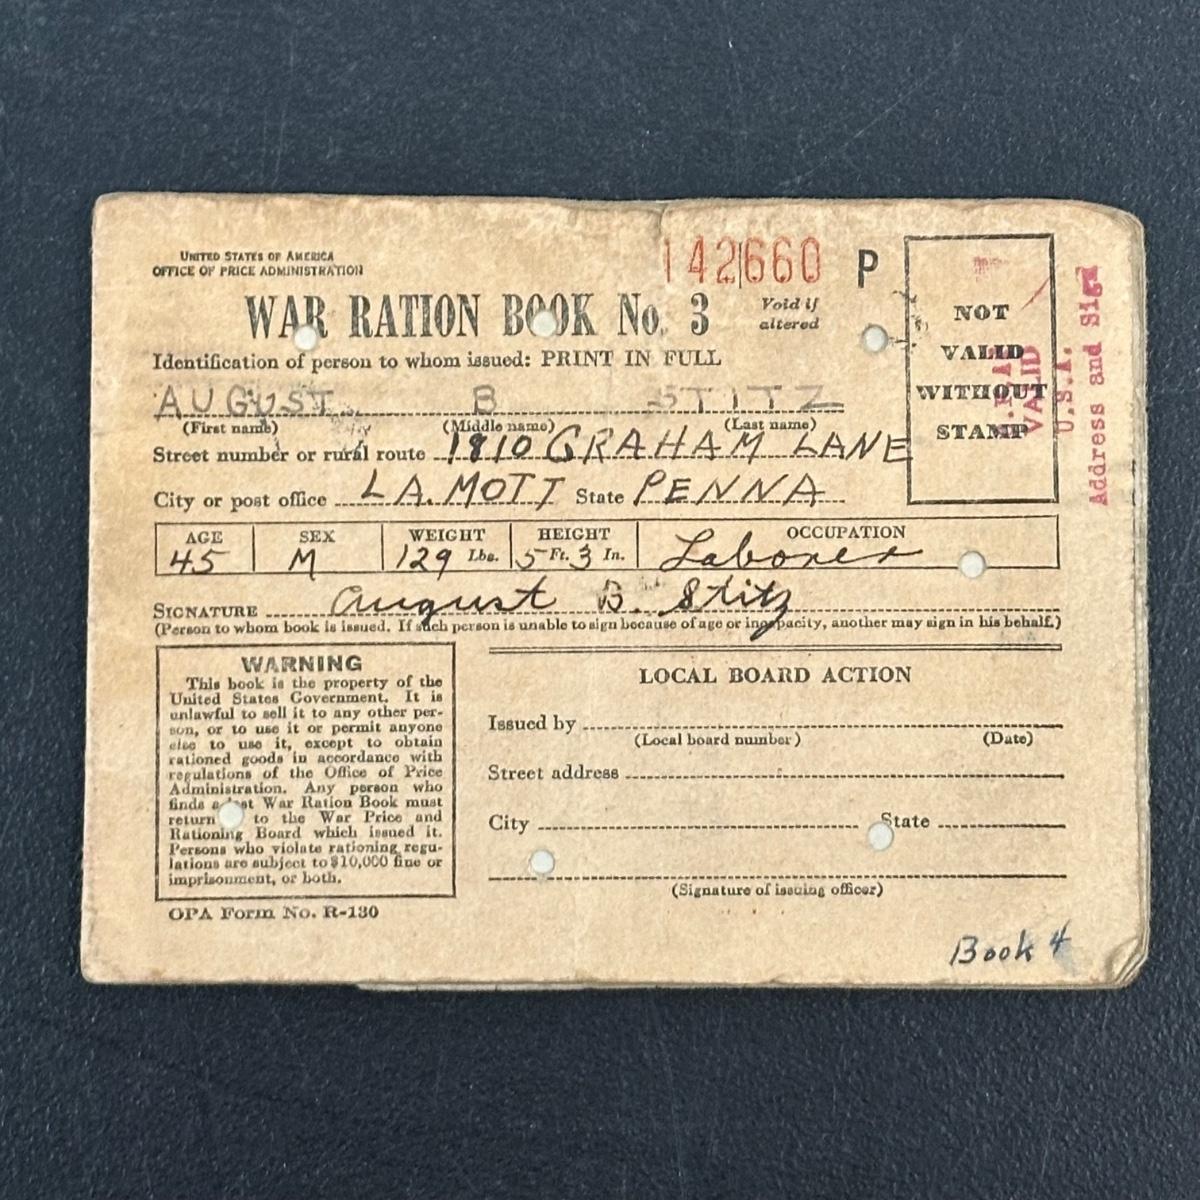 UNITED STATES OF AMERICA
OFFICE OF PRICE ADMINISTRATION
142660 P
WAR RATION BOOK No. 3
Void if
altered
Identification of person to whom issued: PRINT IN FULL
AUGUST B STITZ
(First name) (Middle name) (Last name)
Street number or rural route 1810 GRAHAM LANE
City or post office LA.MOTT State PENNA
NOT
VALID
WITHOUT
STAMP
VALID
U.S.A.
Address and Sign
AGE SEX WEIGHT HEIGHT OCCUPATION
45 M 129 Lbs. 5 Ft. 3 In. Laborer
SIGNATURE August B. Stitz
(Person to whom book is issued. If such person is unable to sign because of age or incapacity, another may sign in his behalf.)
WARNING
This book is the property of the
United States Government. It is
unlawful to sell it to any other per-
son, or to use it or permit anyone
else to use it, except to obtain
rationed goods in accordance with
regulations of the Office of Price
Administration. Any person who
finds a lost War Ration Book must
return to the War Price and
Rationing Board which issued it.
Persons who violate rationing regu-
lations are subject to $10,000 fine or
imprisonment, or both.
OPA Form No. R-130
LOCAL BOARD ACTION
Issued by
(Local board number) (Date)
Street address
City State
(Signature of issuing officer)
Book 4